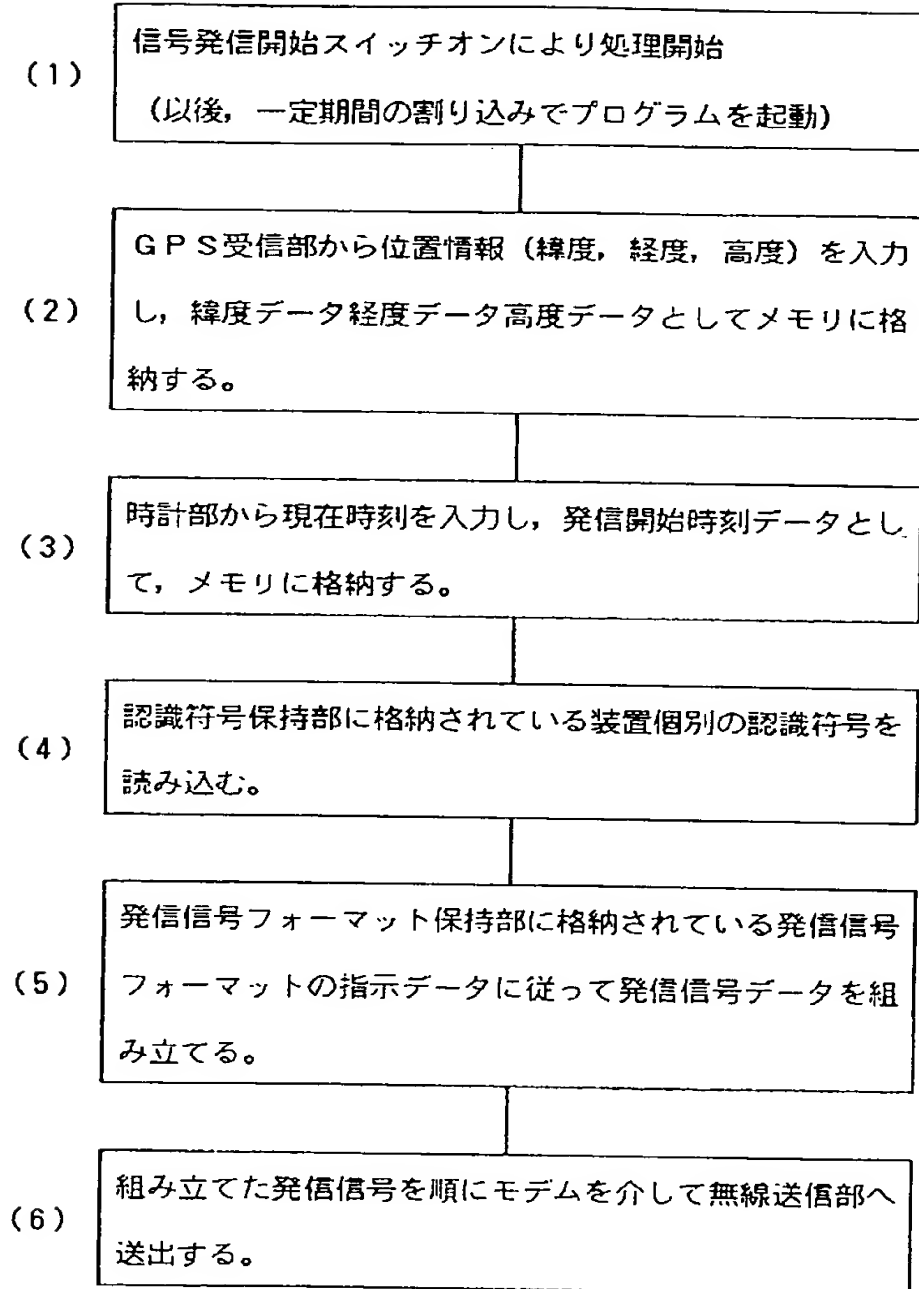 (1)
信号発信開始スイッチオンにより処理開始
(以後，一定期間の割り込みでプログラムを起動)
(2)
GPS受信部から位置情報(緯度，経度，高度)を入力
し，緯度データ経度データ高度データとしてメモリに格
納する。
(3)
時計部から現在時刻を入力し，発信開始時刻データとし
て，メモリに格納する。
(4)
認識符号保持部に格納されている装置個別の認識符号を
読み込む。
(5)
発信信号フォーマット保持部に格納されている発信信号
フォーマットの指示データに従って発信信号データを組
み立てる。
(6)
組み立てた発信信号を順にモデムを介して無線送信部へ
送出する。